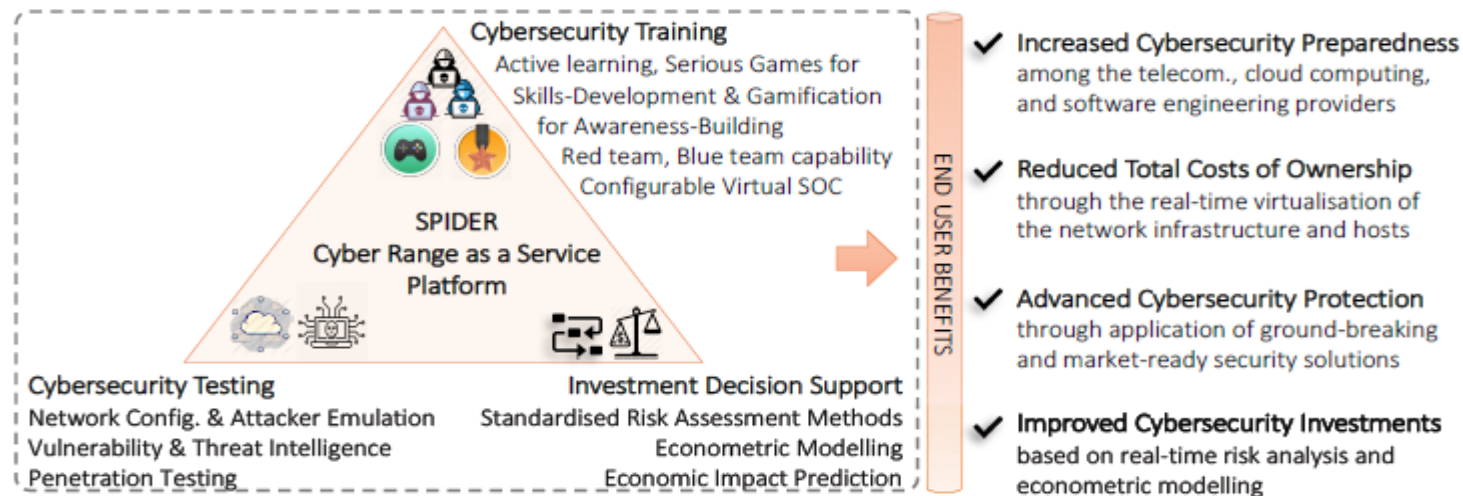 Cybersecurity Training
Active learning, Serious Games for
Skills-Development & Gamification
for Awareness-Building
Red team, Blue team capability
Configurable Virtual SOC
SPIDER
Cyber Range as a Service
Platform
Cybersecurity Testing
Network Config. & Attacker Emulation
Vulnerability & Threat Intelligence
Penetration Testing
Investment Decision Support
Standardised Risk Assessment Methods
Econometric Modelling
Economic Impact Prediction
END USER BENEFITS
Increased Cybersecurity Preparedness
among the telecom., cloud computing,
and software engineering providers
Reduced Total Costs of Ownership
through the real-time virtualisation of
the network infrastructure and hosts
Advanced Cybersecurity Protection
through application of ground-breaking
and market-ready security solutions
Improved Cybersecurity Investments
based on real-time risk analysis and
econometric modelling